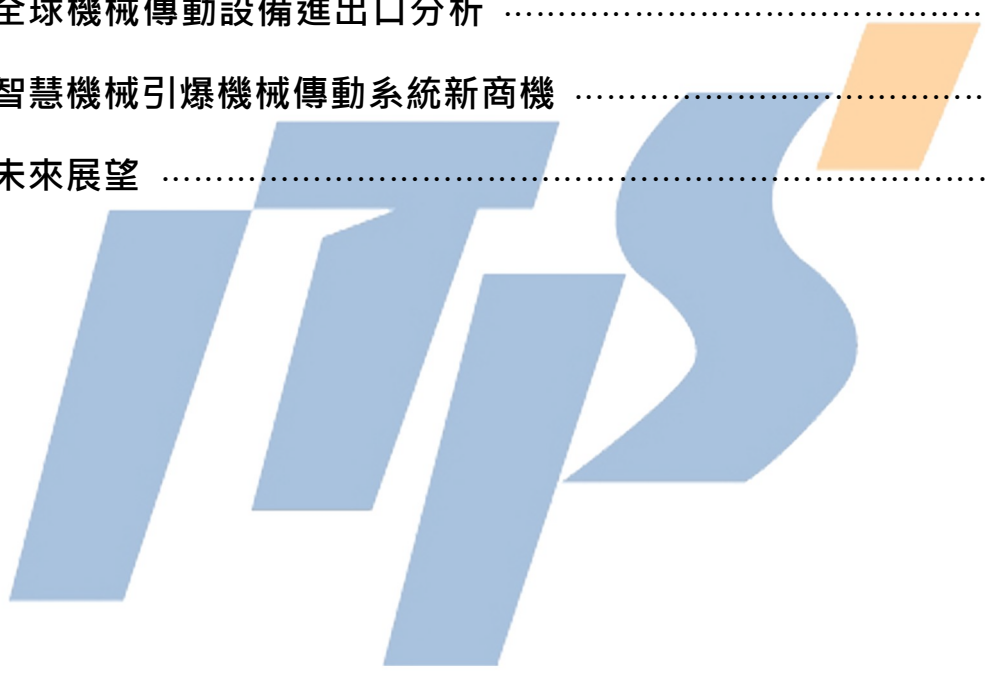 全球機械傳動設備進出口分析 ................................................
智慧機械引爆機械傳動系統新商機 .........................................
未來展望 ...................................................................................
ITIS